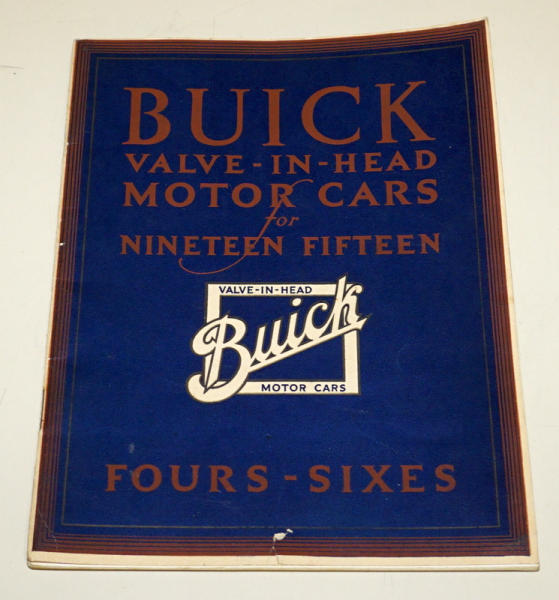 BUICK
VALVE-IN-HEAD
MOTOR CARS
for
NINETEEN FIFTEEN
VALVE-IN-HEAD
Buick
MOTOR CARS
FOURS-SIXES